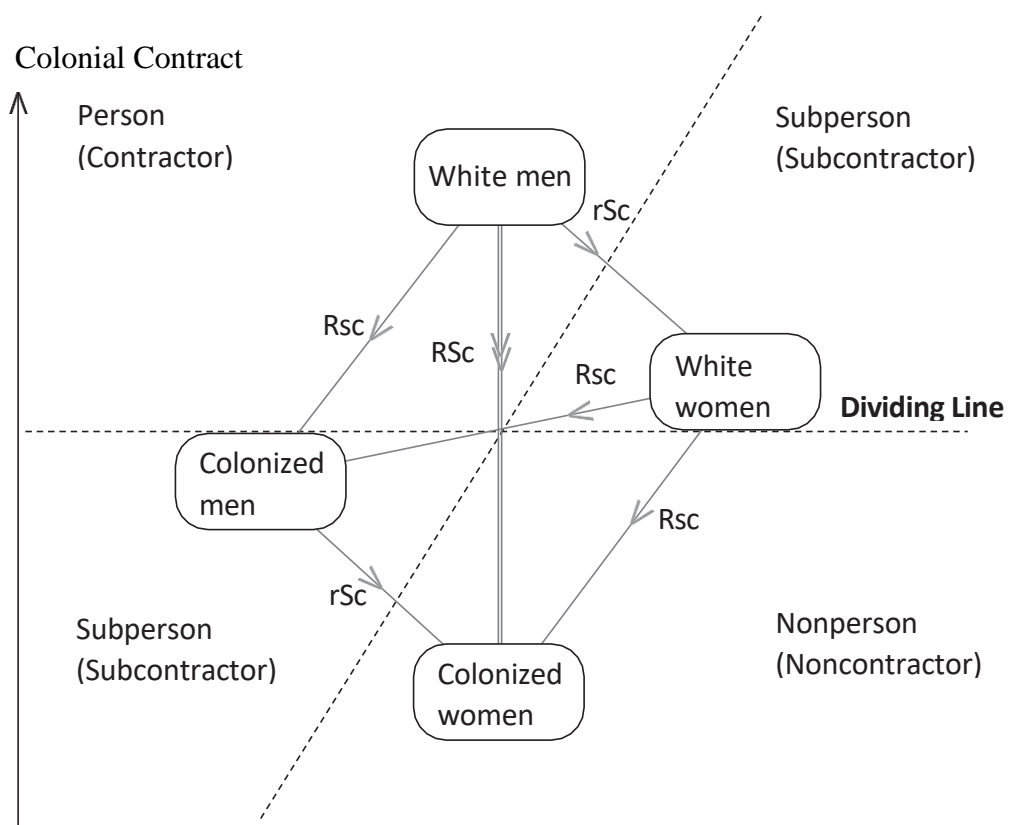 Colonial Contract
Person
(Contractor)
Subperson
(Subcontractor)
White men
rSc
Rsc
RSc
Rsc
White
women
Dividing Line
Colonized
men
Rsc
rSc
Subperson
(Subcontractor)
Nonperson
(Noncontractor)
Colonized
women